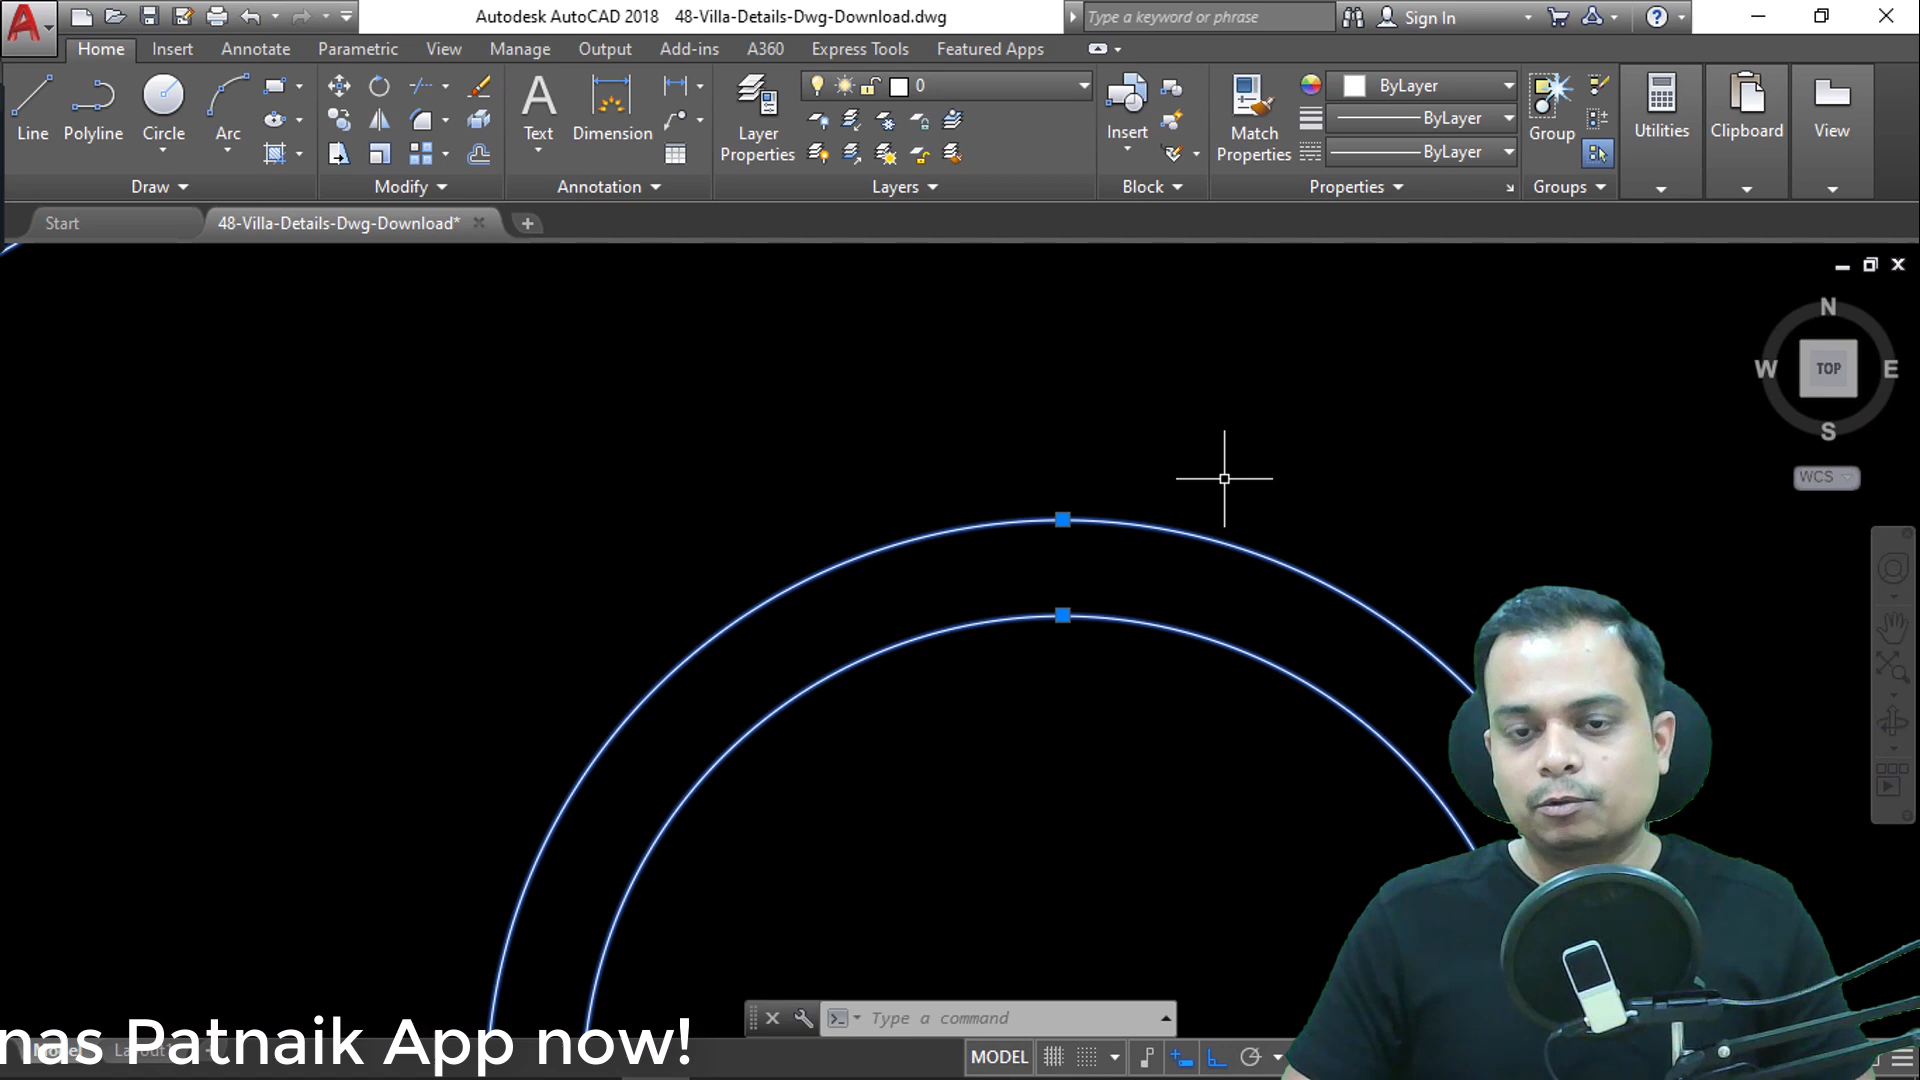 Autodesk AutoCAD 2018 48-Villa-Details-Dwg-Download.dwg
Type a keyword or phrase
Sign In
Home Insert Annotate Parametric View Manage Output Add-ins A360 Express Tools Featured Apps
Line Polyline Circle Arc
Text Dimension
Layer Properties
0
Insert
Match Properties
ByLayer
ByLayer
ByLayer
Group
Utilities Clipboard View
Draw Modify Annotation Layers Block Properties Groups
Start 48-Villa-Details-Dwg-Download*
N
W TOP E
S
WCS
Type a command
nas Patnaik App now!
MODEL